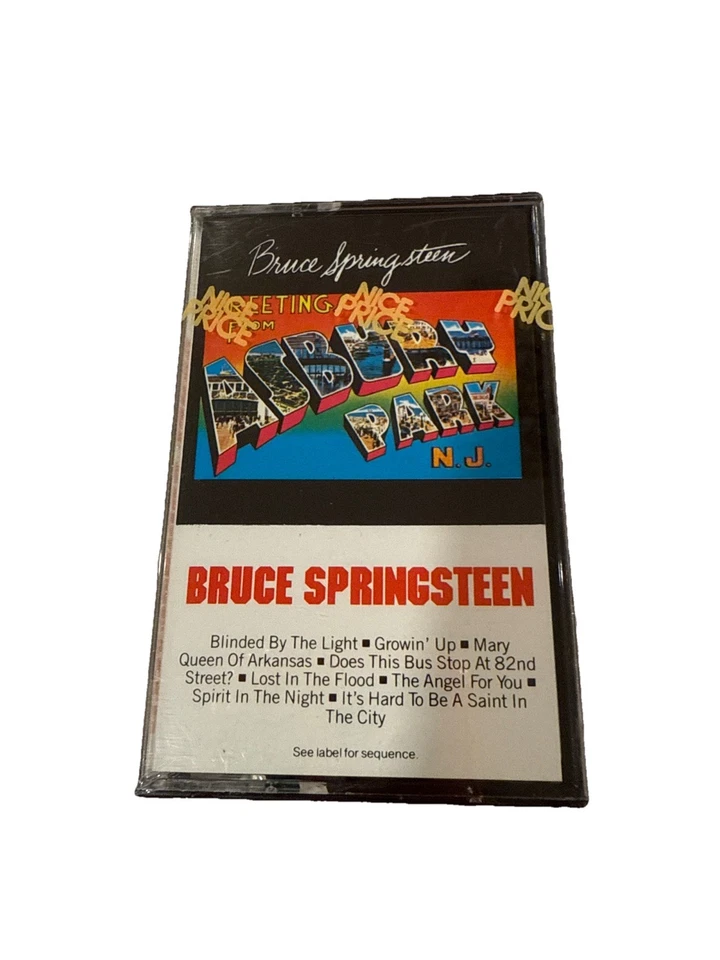 Bruce Springsteen
NICE PRICE NICE PRICE NIC PRIC
GREETING
FROM
ASBURY
PARK
N.J.
BRUCE SPRINGSTEEN
Blinded By The Light ■ Growin' Up ■ Mary
Queen Of Arkansas ■ Does This Bus Stop At 82nd
Street? ■ Lost In The Flood ■ The Angel For You ■
Spirit In The Night ■ It's Hard To Be A Saint In
The City
See label for sequence.